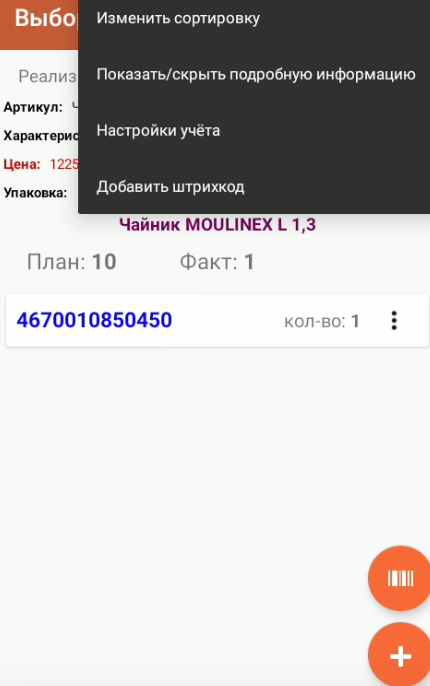 Выбо
Изменить сортировку
Реализ
Показать/скрыть подробную информацию
Артикул: Ч
Характерис
Настройки учёта
Цена: 1225
Упаковка:
Добавить штрихкод
Чайник MOULINEX L 1,3
План: 10 Факт: 1
4670010850450 кол-во: 1